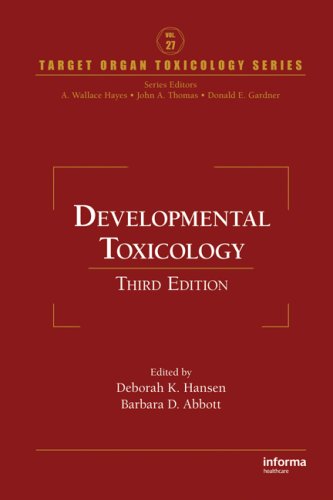 VOL.
27
TARGET ORGAN TOXICOLOGY SERIES
Series Editors
A. Wallace Hayes • John A. Thomas • Donald E. Gardner
DEVELOPMENTAL
TOXICOLOGY
THIRD EDITION
Edited by
Deborah K. Hansen
Barbara D. Abbott
informa
healthcare